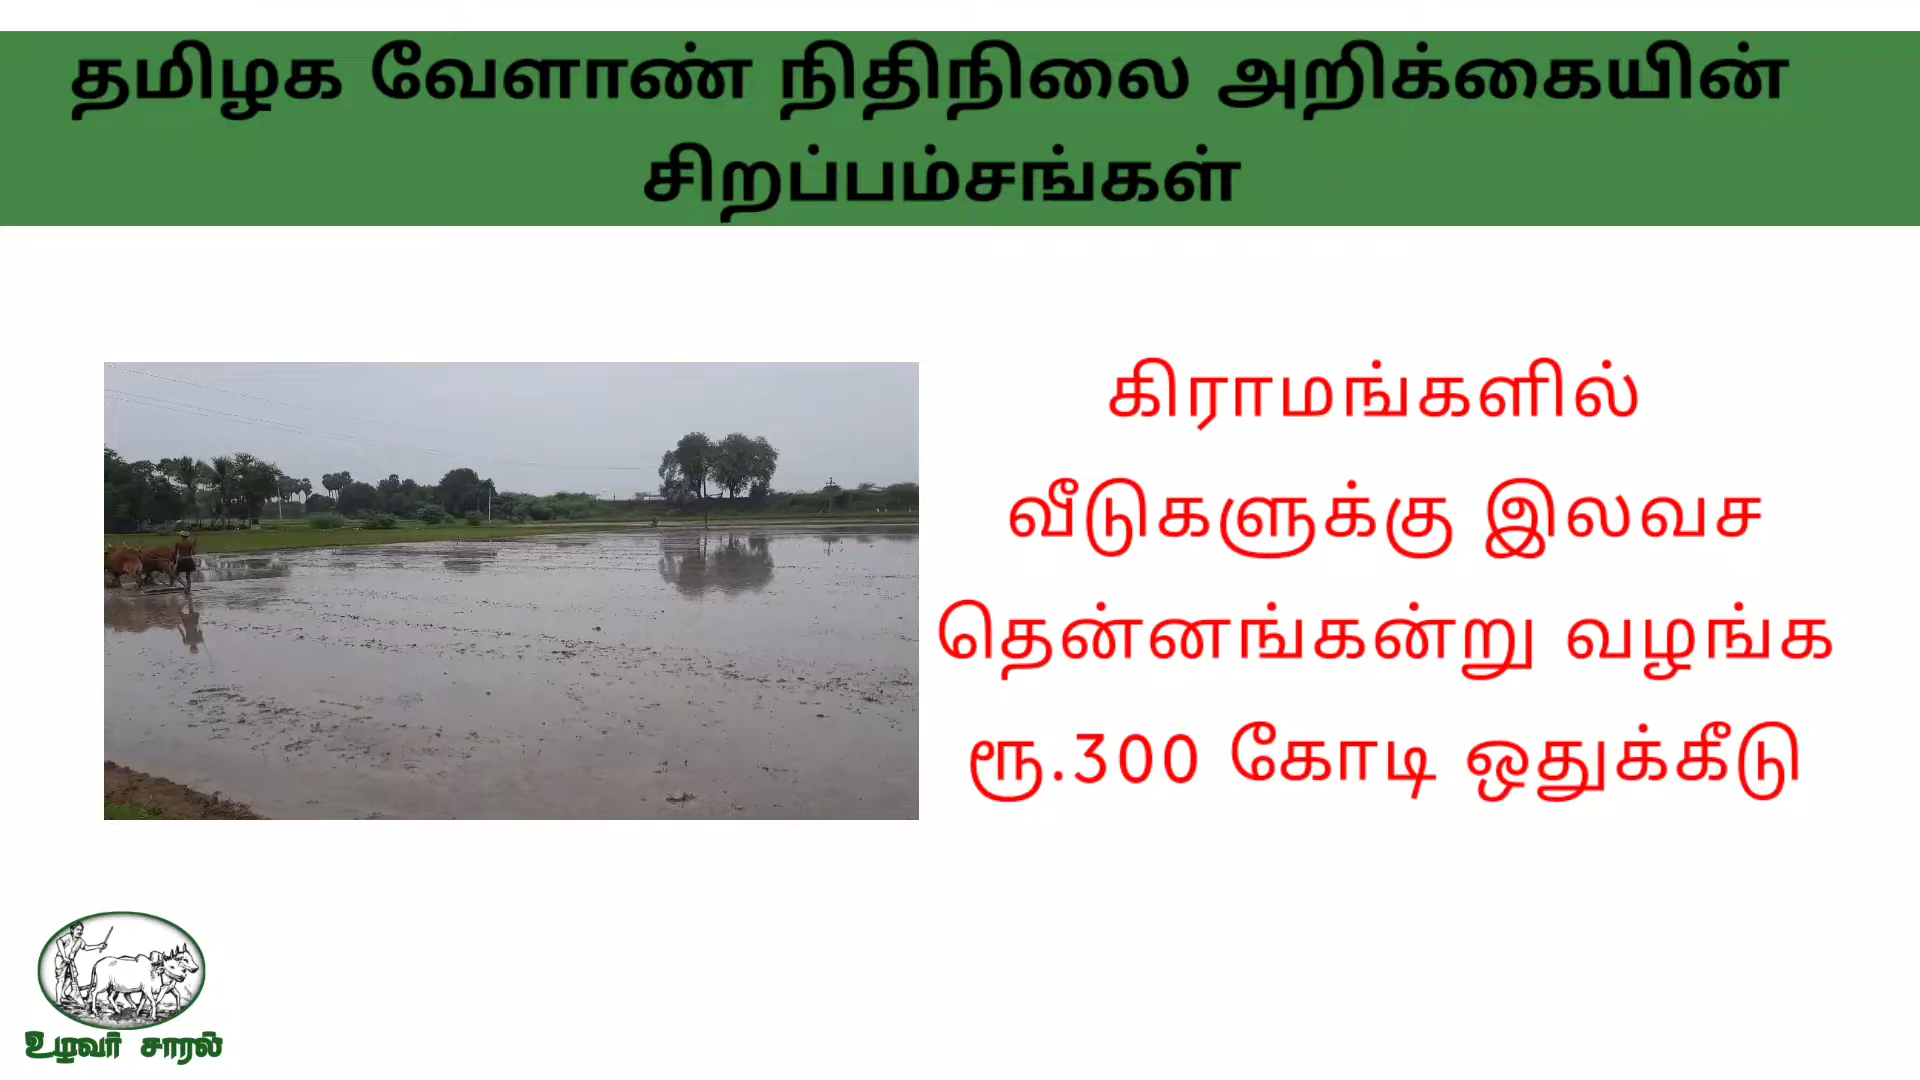 தமிழக வேளாண் நிதிநிலை அறிக்கையின்
சிறப்பம்சங்கள்
கிராமங்களில்
வீடுகளுக்கு இலவச
தென்னங்கன்று வழங்க
ரூ.300 கோடி ஒதுக்கீடு
உழவர் சாரல்